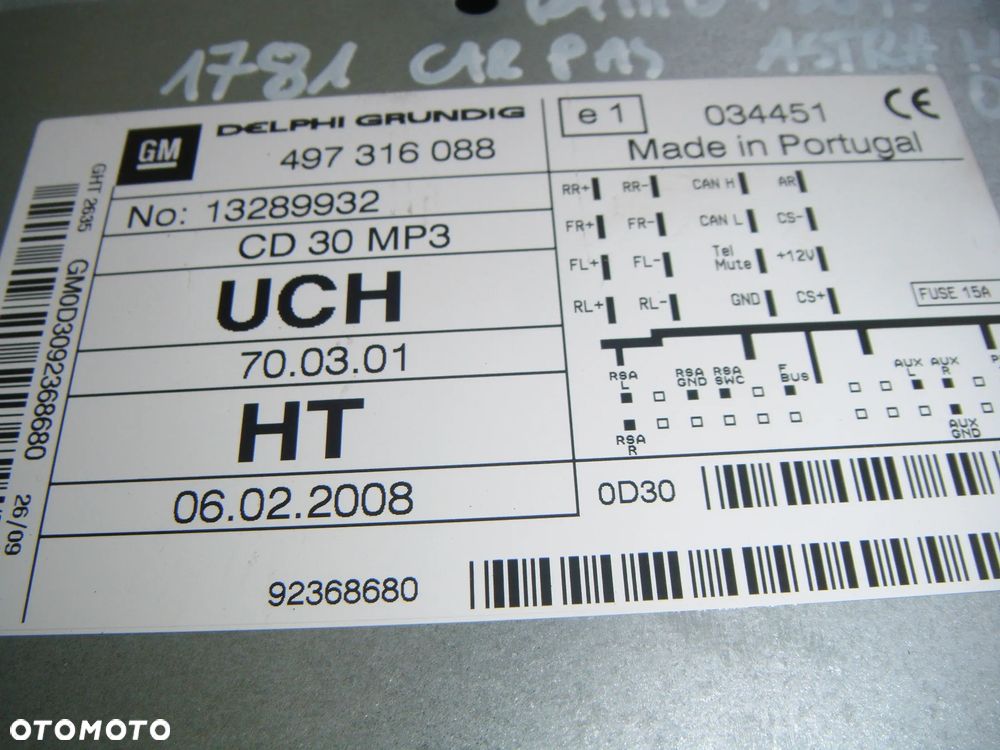 1781 CAR PAS ASTRA H
GM DELPHI GRUNDIG
497 316 088
e 1 034451 CE
Made in Portugal
No: 13289932
CD 30 MP3
UCH
70.03.01
HT
06.02.2008
RR+ RR- CAN H AR
FR+ FR- CAN L CS-
FL+ FL- Tel Mute +12V
RL+ RL- GND CS+
FUSE 15A
RSA L RSA GND RSA SWC F BUS AUX L AUX R
RSA R AUX GND
0D30
92368680
GHT 2635
GM0D3092368680
26/09
OTOMOTO